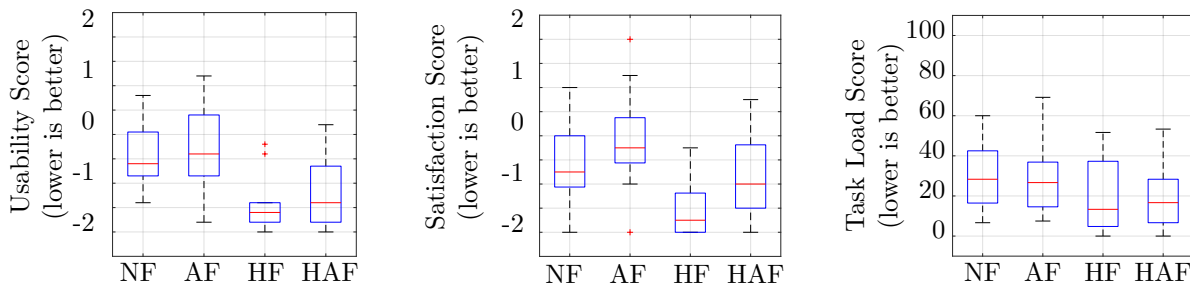 Usability Score
(lower is better)
2
1
0
-1
-2
NF AF HF HAF
Satisfaction Score
(lower is better)
2
1
0
-1
-2
NF AF HF HAF
Task Load Score
(lower is better)
100
80
60
40
20
0
NF AF HF HAF